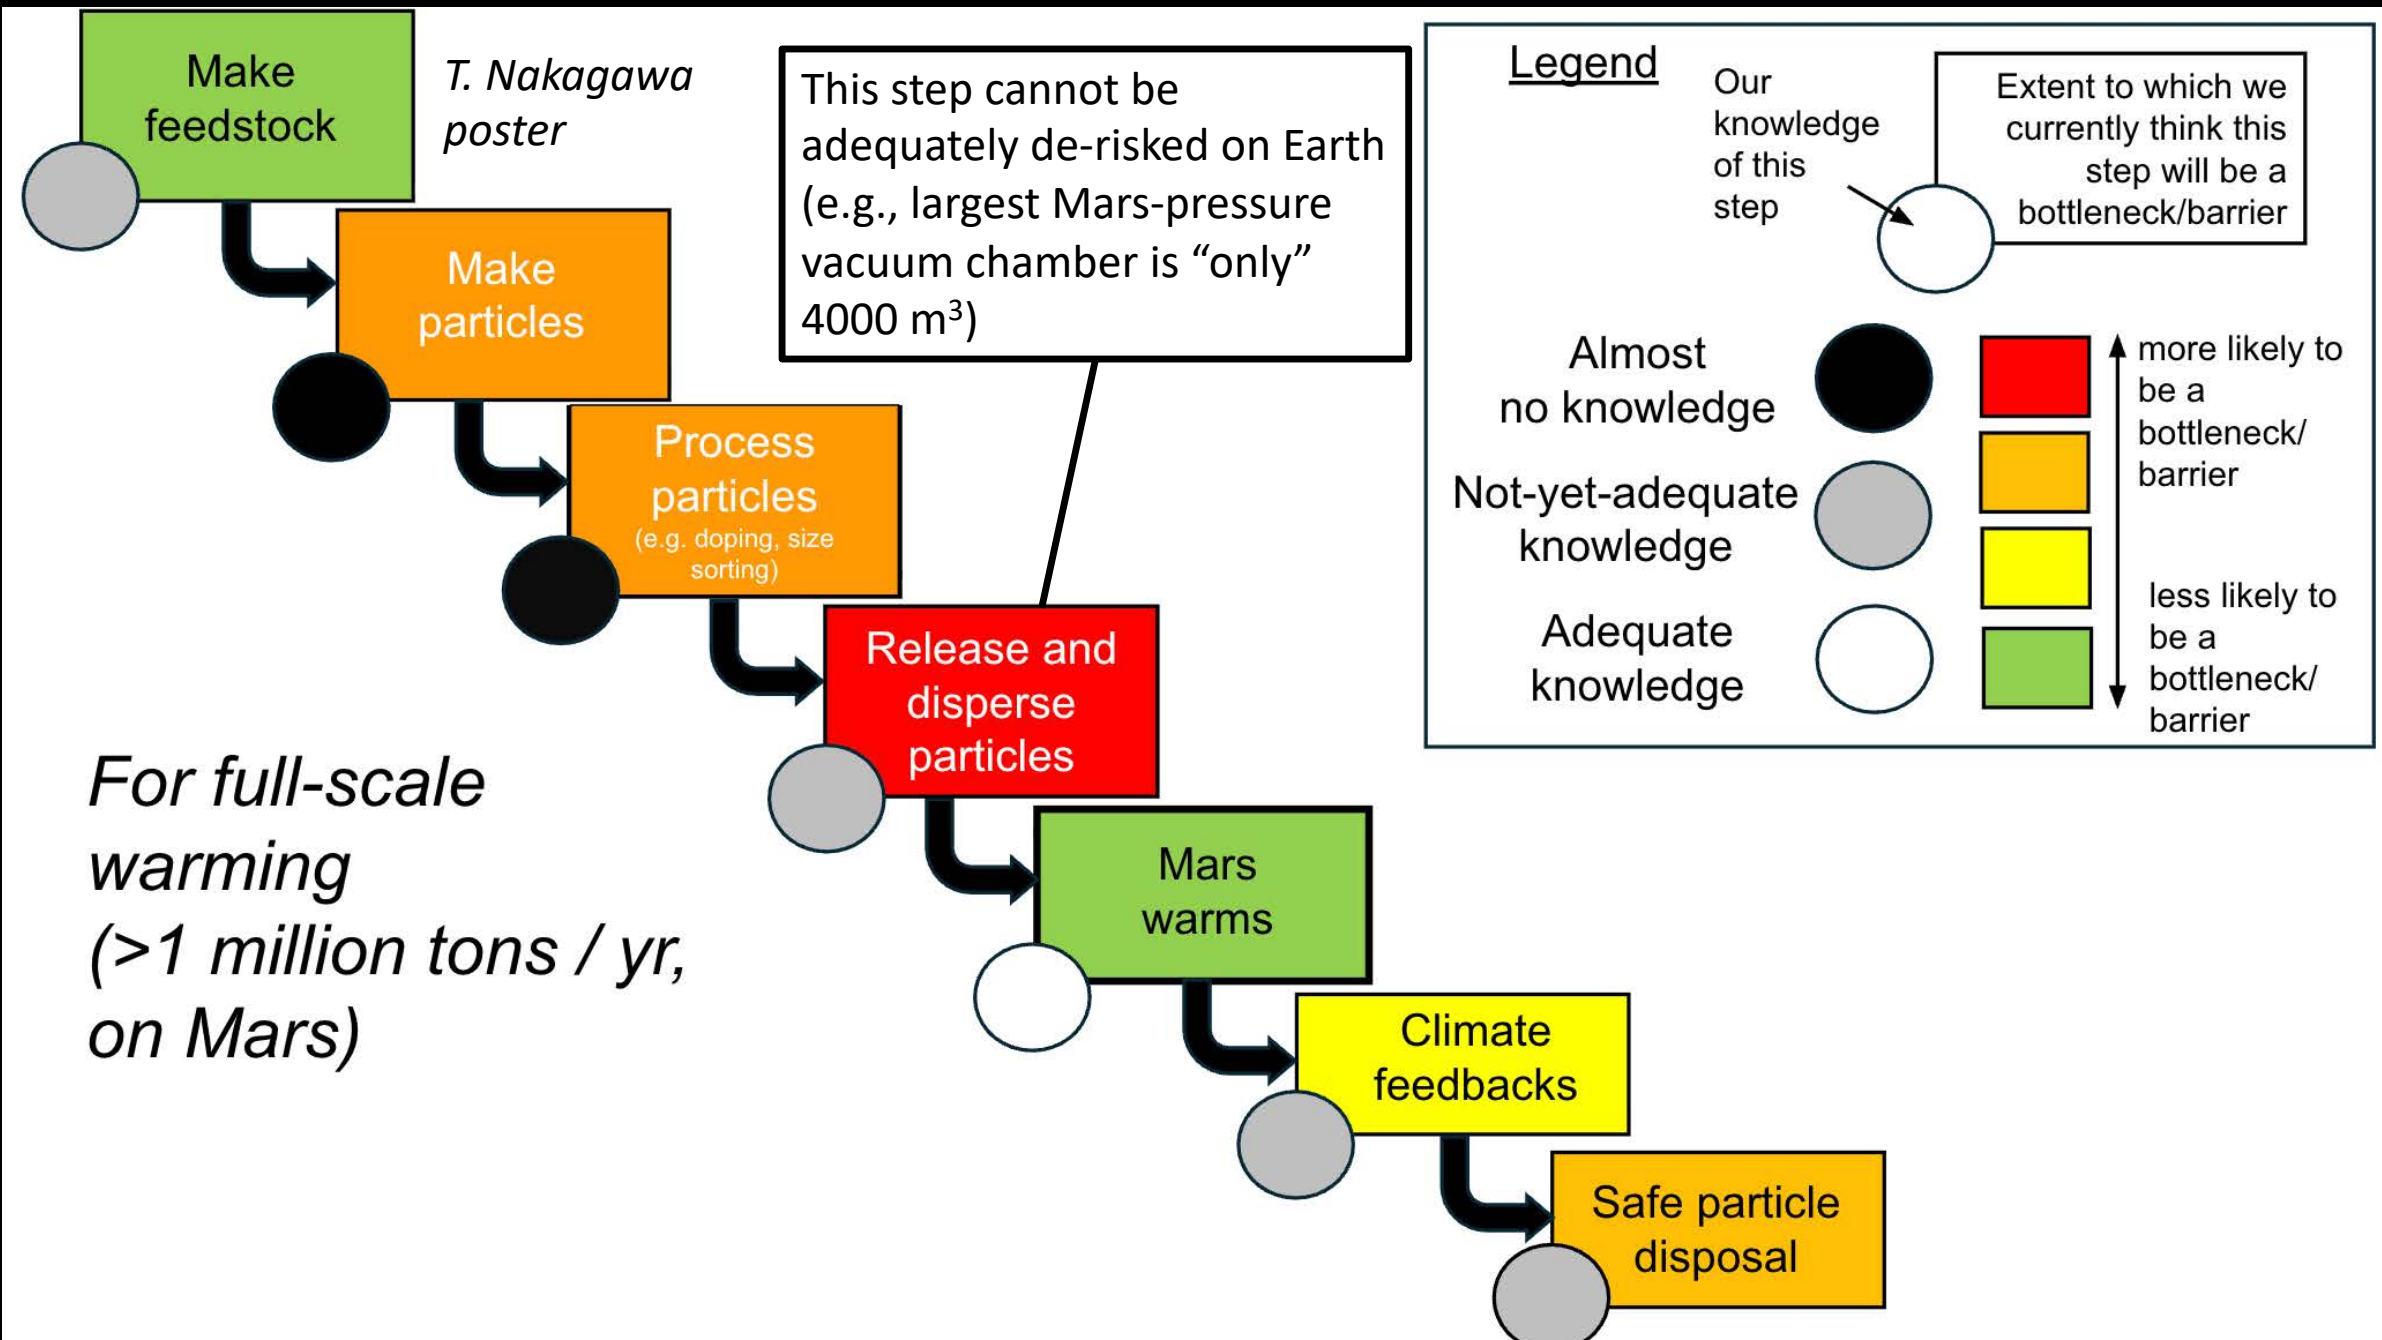 Make
feedstock
T. Nakagawa
poster
Make
particles
Process
particles
(e.g. doping, size
sorting)
This step cannot be
adequately de-risked on Earth
(e.g., largest Mars-pressure
vacuum chamber is “only”
4000 m³)
Release and
disperse
particles
Mars
warms
Climate
feedbacks
Safe particle
disposal
For full-scale
warming
(>1 million tons / yr,
on Mars)
Legend
Our
knowledge
of this
step
Extent to which we
currently think this
step will be a
bottleneck/barrier
Almost
no knowledge
Not-yet-adequate
knowledge
Adequate
knowledge
more likely to
be a
bottleneck/
barrier
less likely to
be a
bottleneck/
barrier